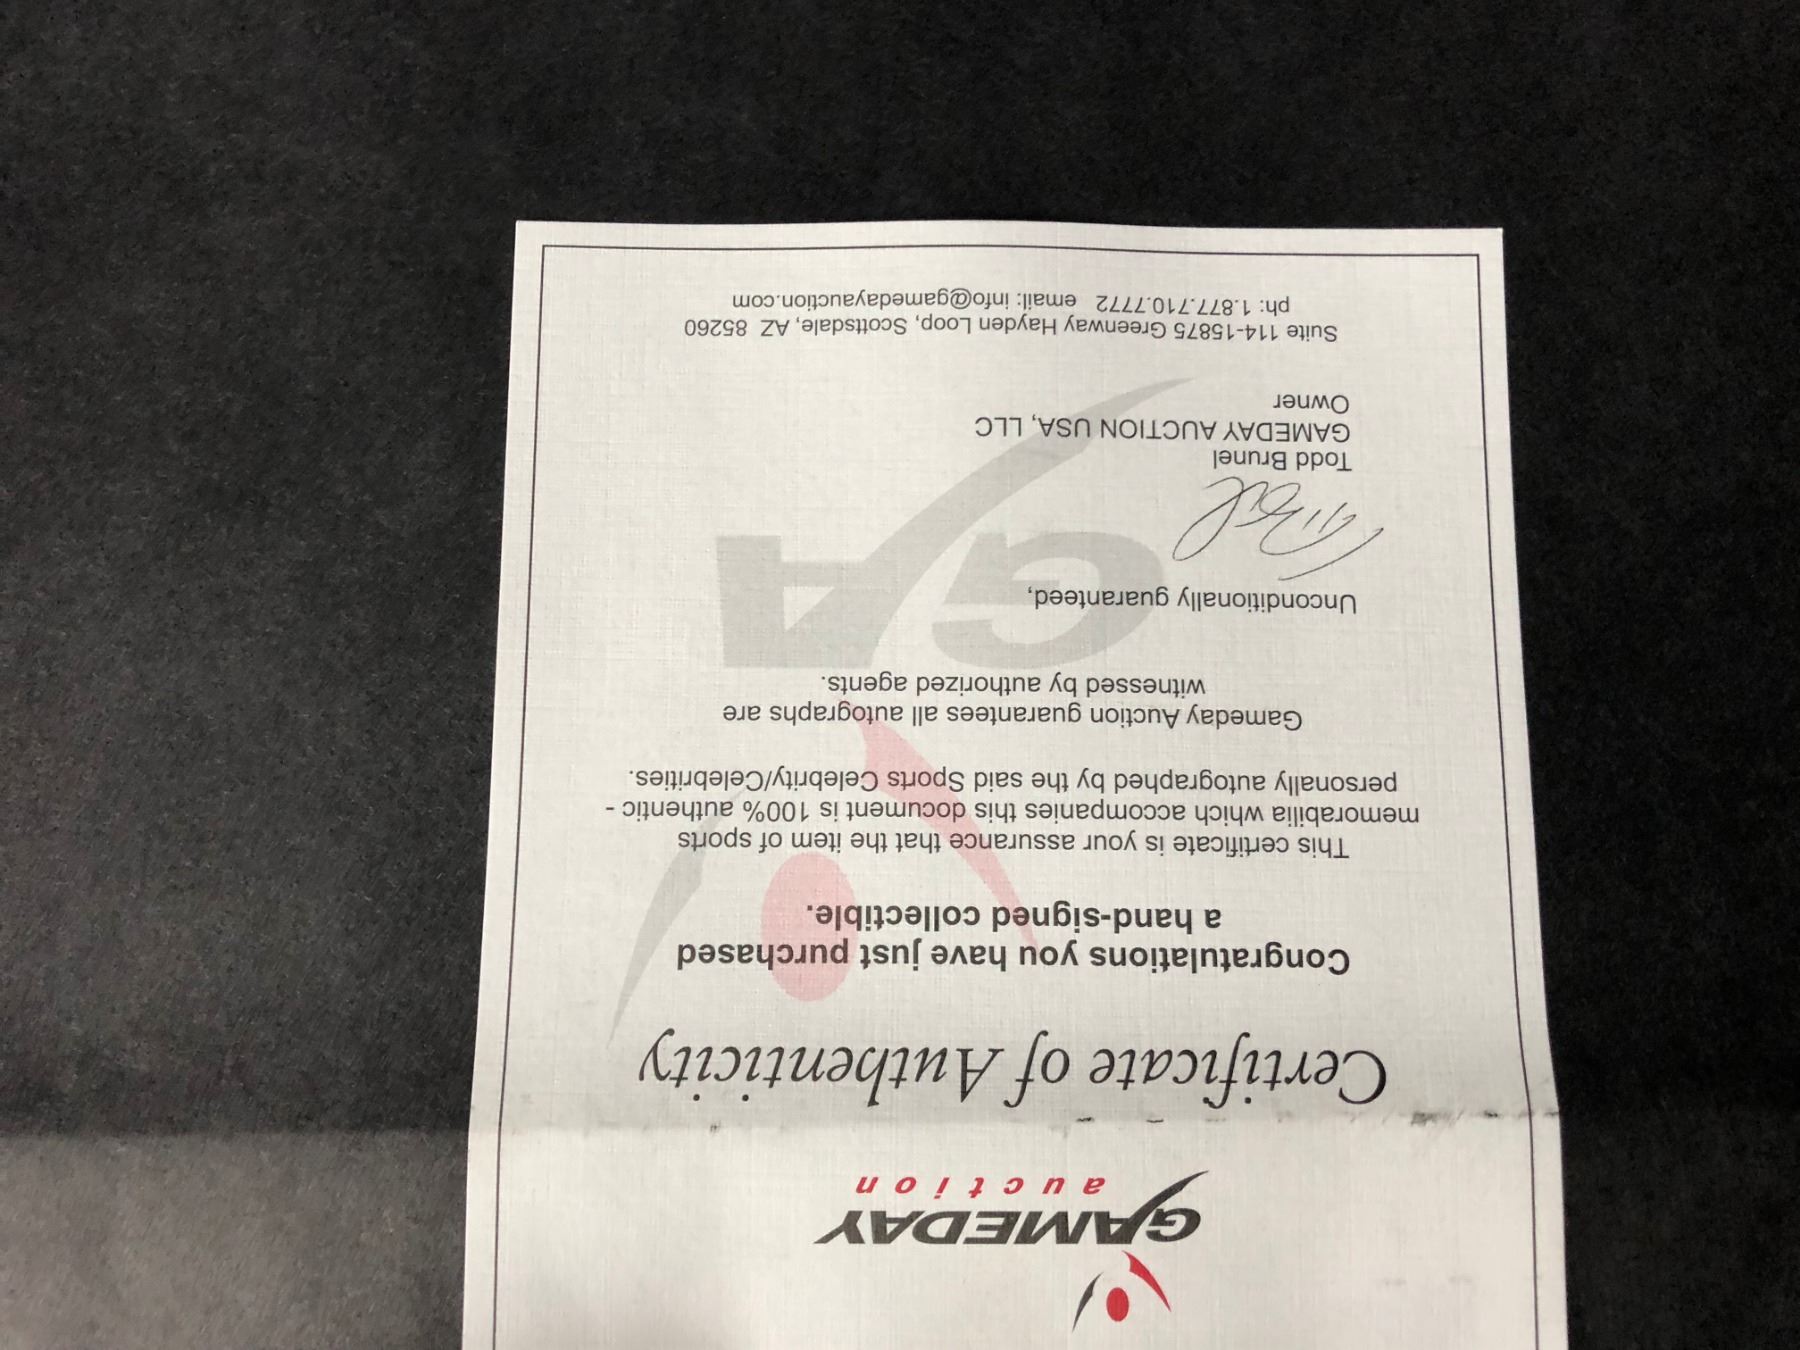 GAMEDAY
auction
Certificate of Authenticity
Congratulations you have just purchased
a hand-signed collectible.
This certificate is your assurance that the item of sports
memorabilia which accompanies this document is 100% authentic -
personally autographed by the said Sports Celebrity/Celebrities.
Gameday Auction guarantees all autographs are
witnessed by authorized agents.
GA
Unconditionally guaranteed,
Todd Brunel
GAMEDAY AUCTION USA, LLC
Owner
Suite 114-15875 Greenway Hayden Loop, Scottsdale, AZ 85260
ph: 1.877.710.7772 email: info@gamedayauction.com